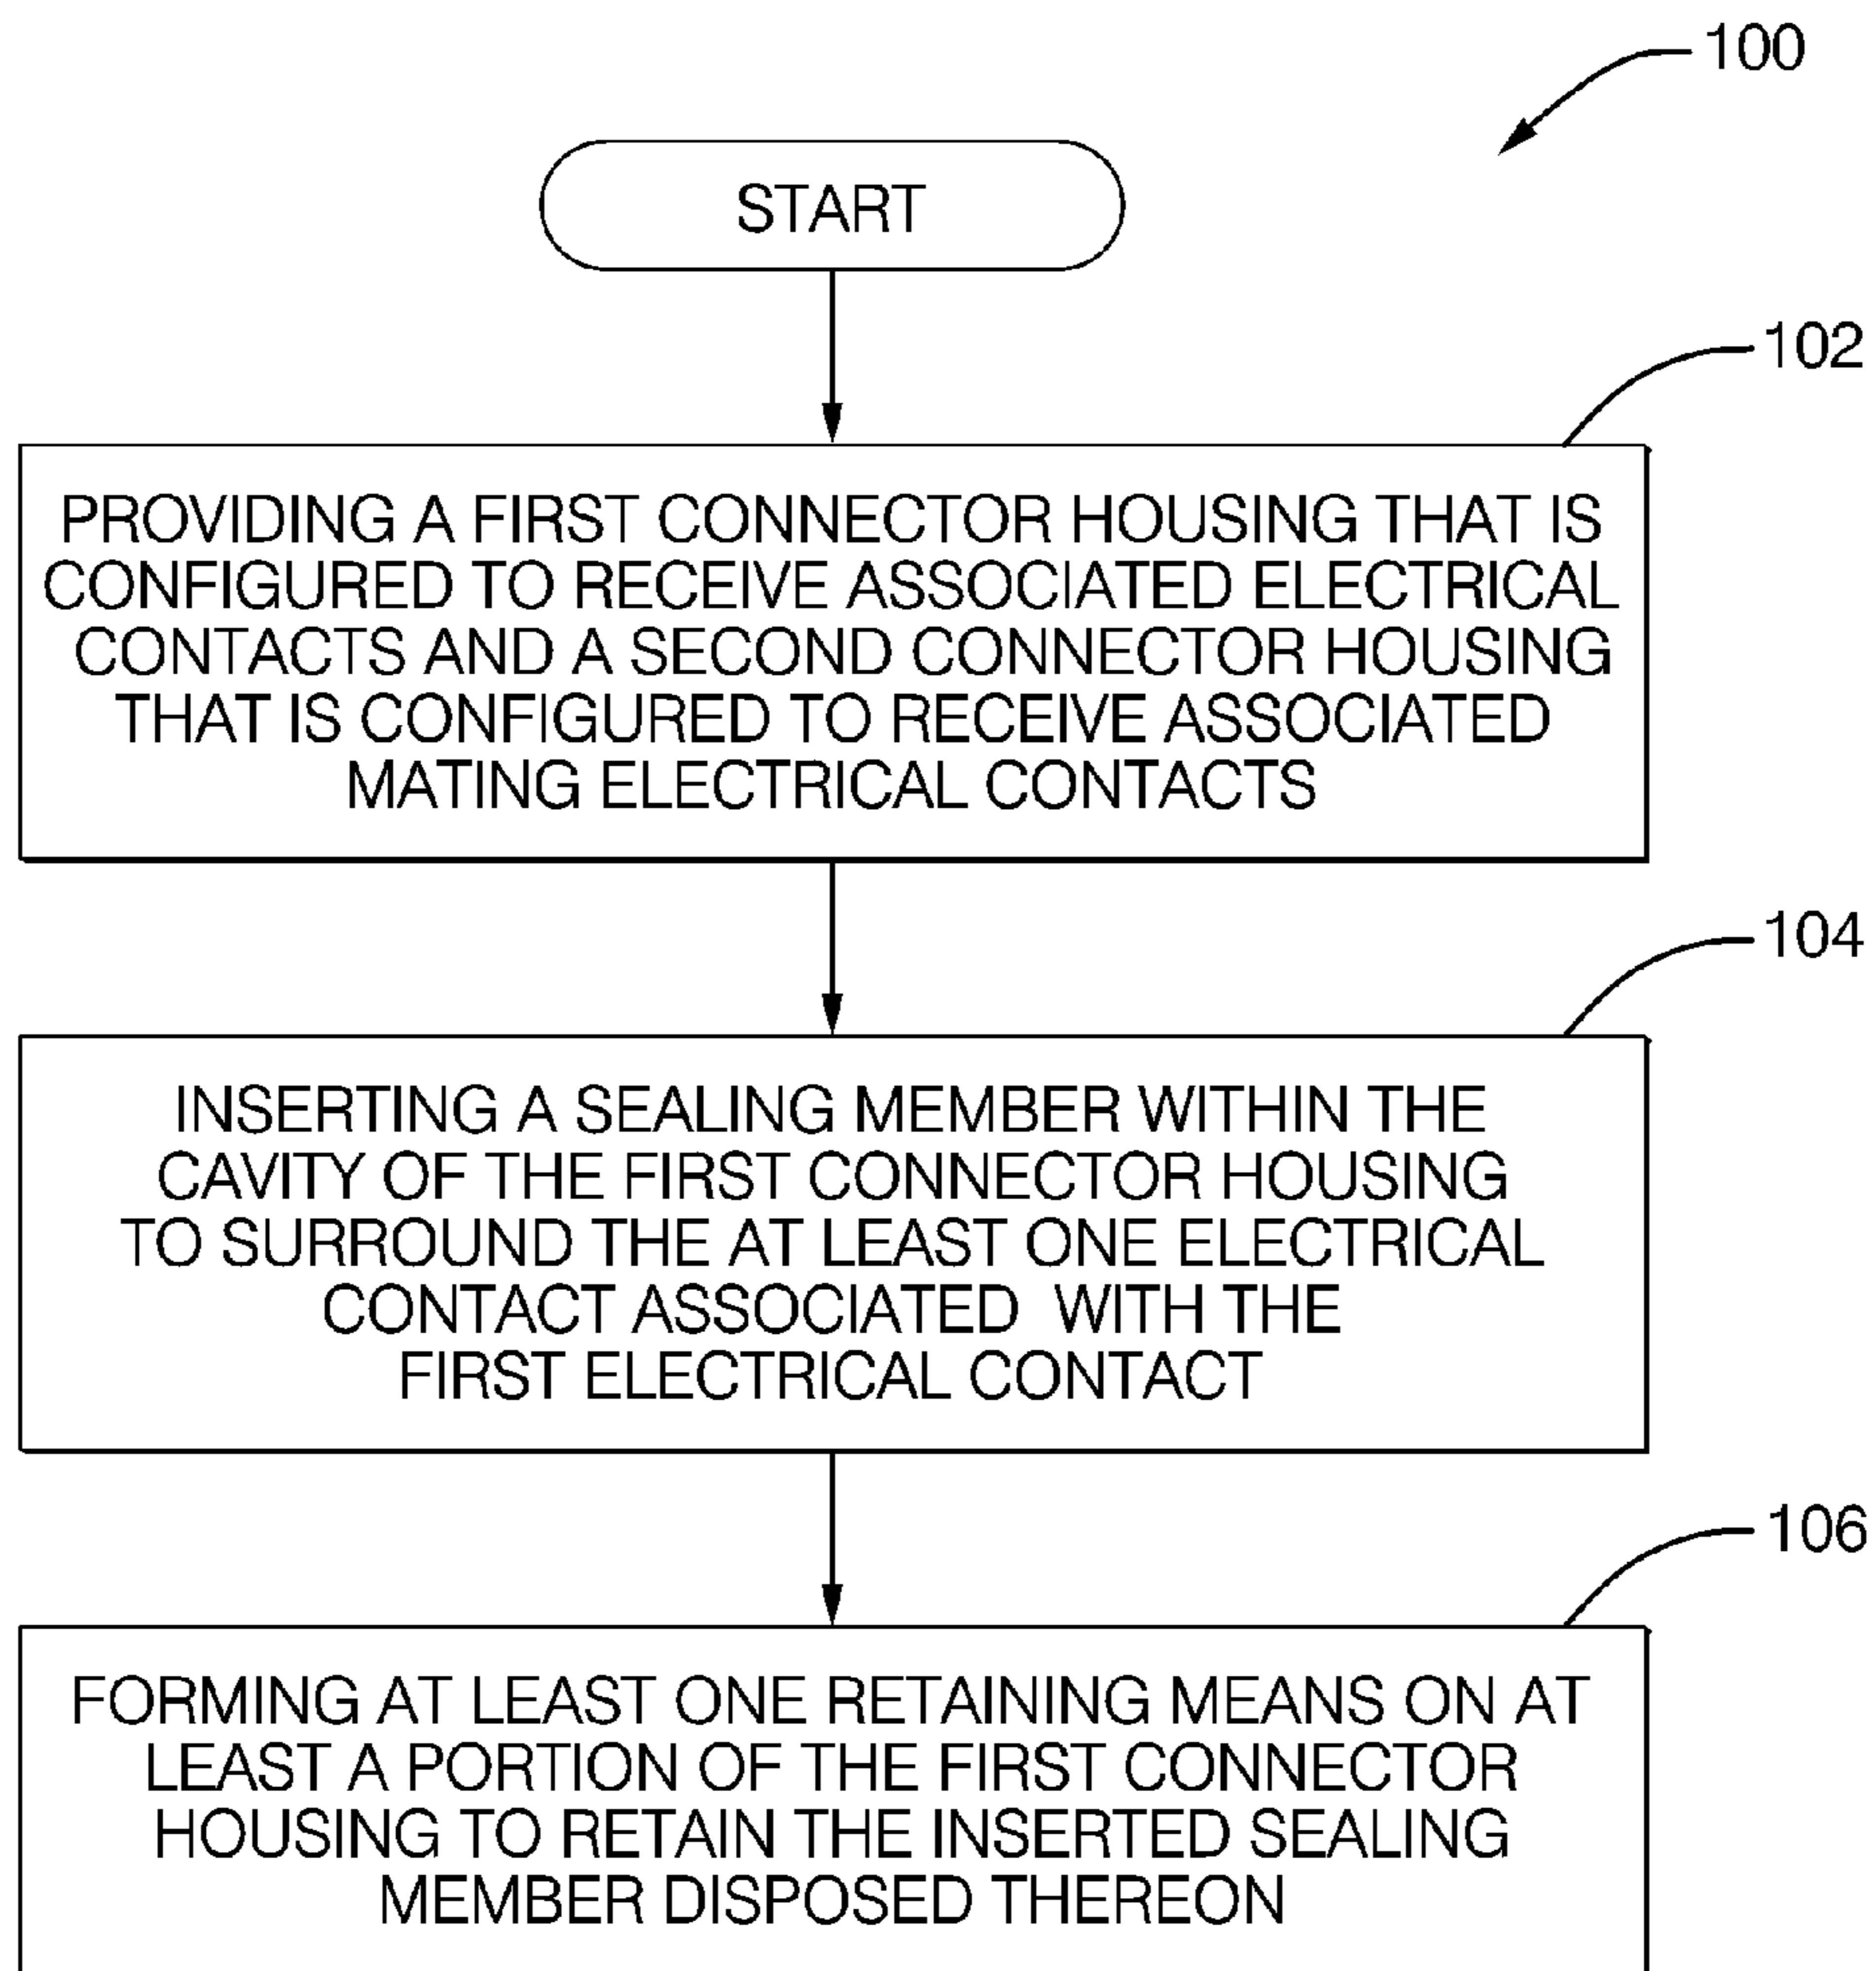 100
START
102
PROVIDING A FIRST CONNECTOR HOUSING THAT IS
CONFIGURED TO RECEIVE ASSOCIATED ELECTRICAL
CONTACTS AND A SECOND CONNECTOR HOUSING
THAT IS CONFIGURED TO RECEIVE ASSOCIATED
MATING ELECTRICAL CONTACTS
104
INSERTING A SEALING MEMBER WITHIN THE
CAVITY OF THE FIRST CONNECTOR HOUSING
TO SURROUND THE AT LEAST ONE ELECTRICAL
CONTACT ASSOCIATED WITH THE
FIRST ELECTRICAL CONTACT
106
FORMING AT LEAST ONE RETAINING MEANS ON AT
LEAST A PORTION OF THE FIRST CONNECTOR
HOUSING TO RETAIN THE INSERTED SEALING
MEMBER DISPOSED THEREON